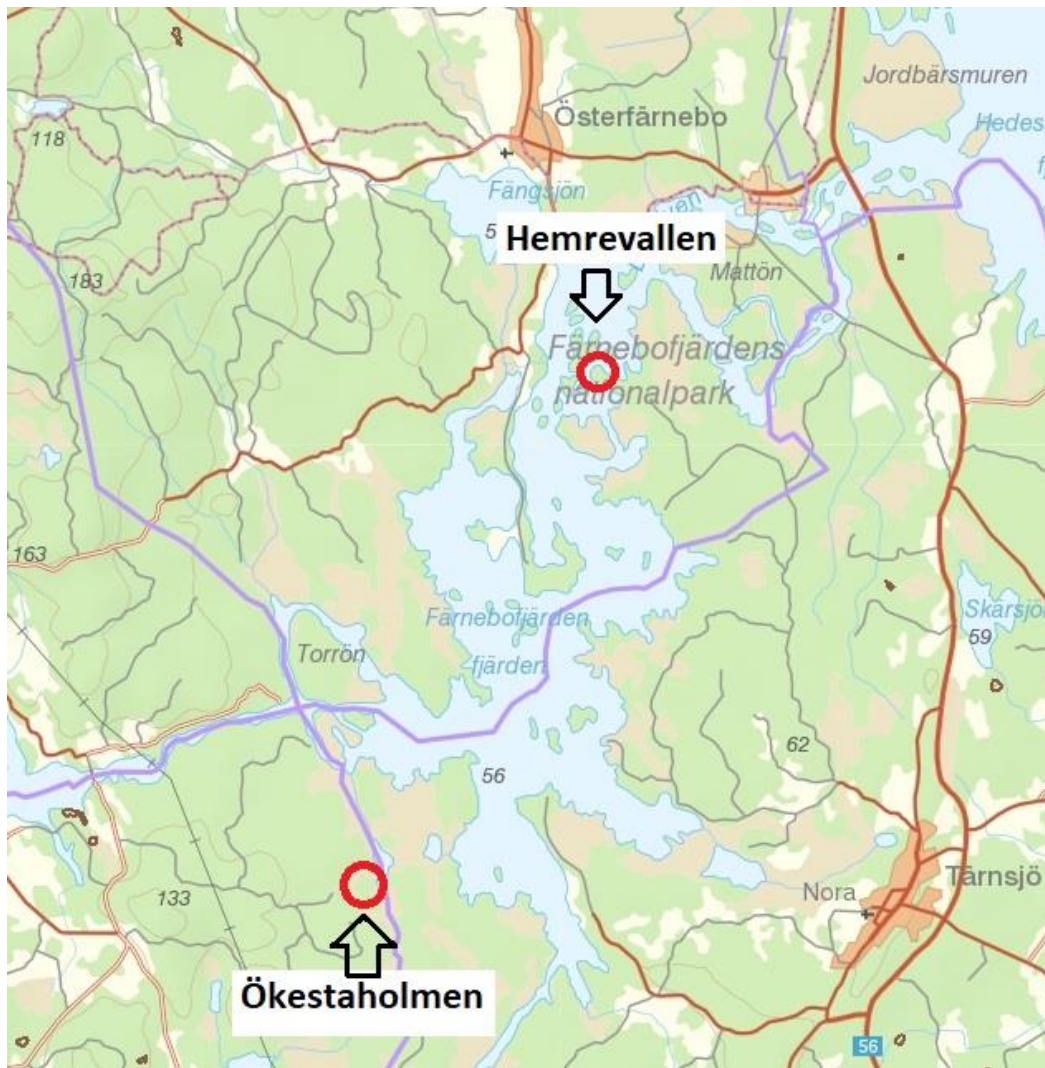 Jordbärsmuren
Österfärnebo
118
Hedes
Fängsjön
Hemrevallen
Mattön
183
Färnebofjärdens
nationalpark
163
Färnebofjärden
fjärden
Skärsjö
59
Torrön
62
56
133
Nora
Tärnsjö
Ökestaholmen
56